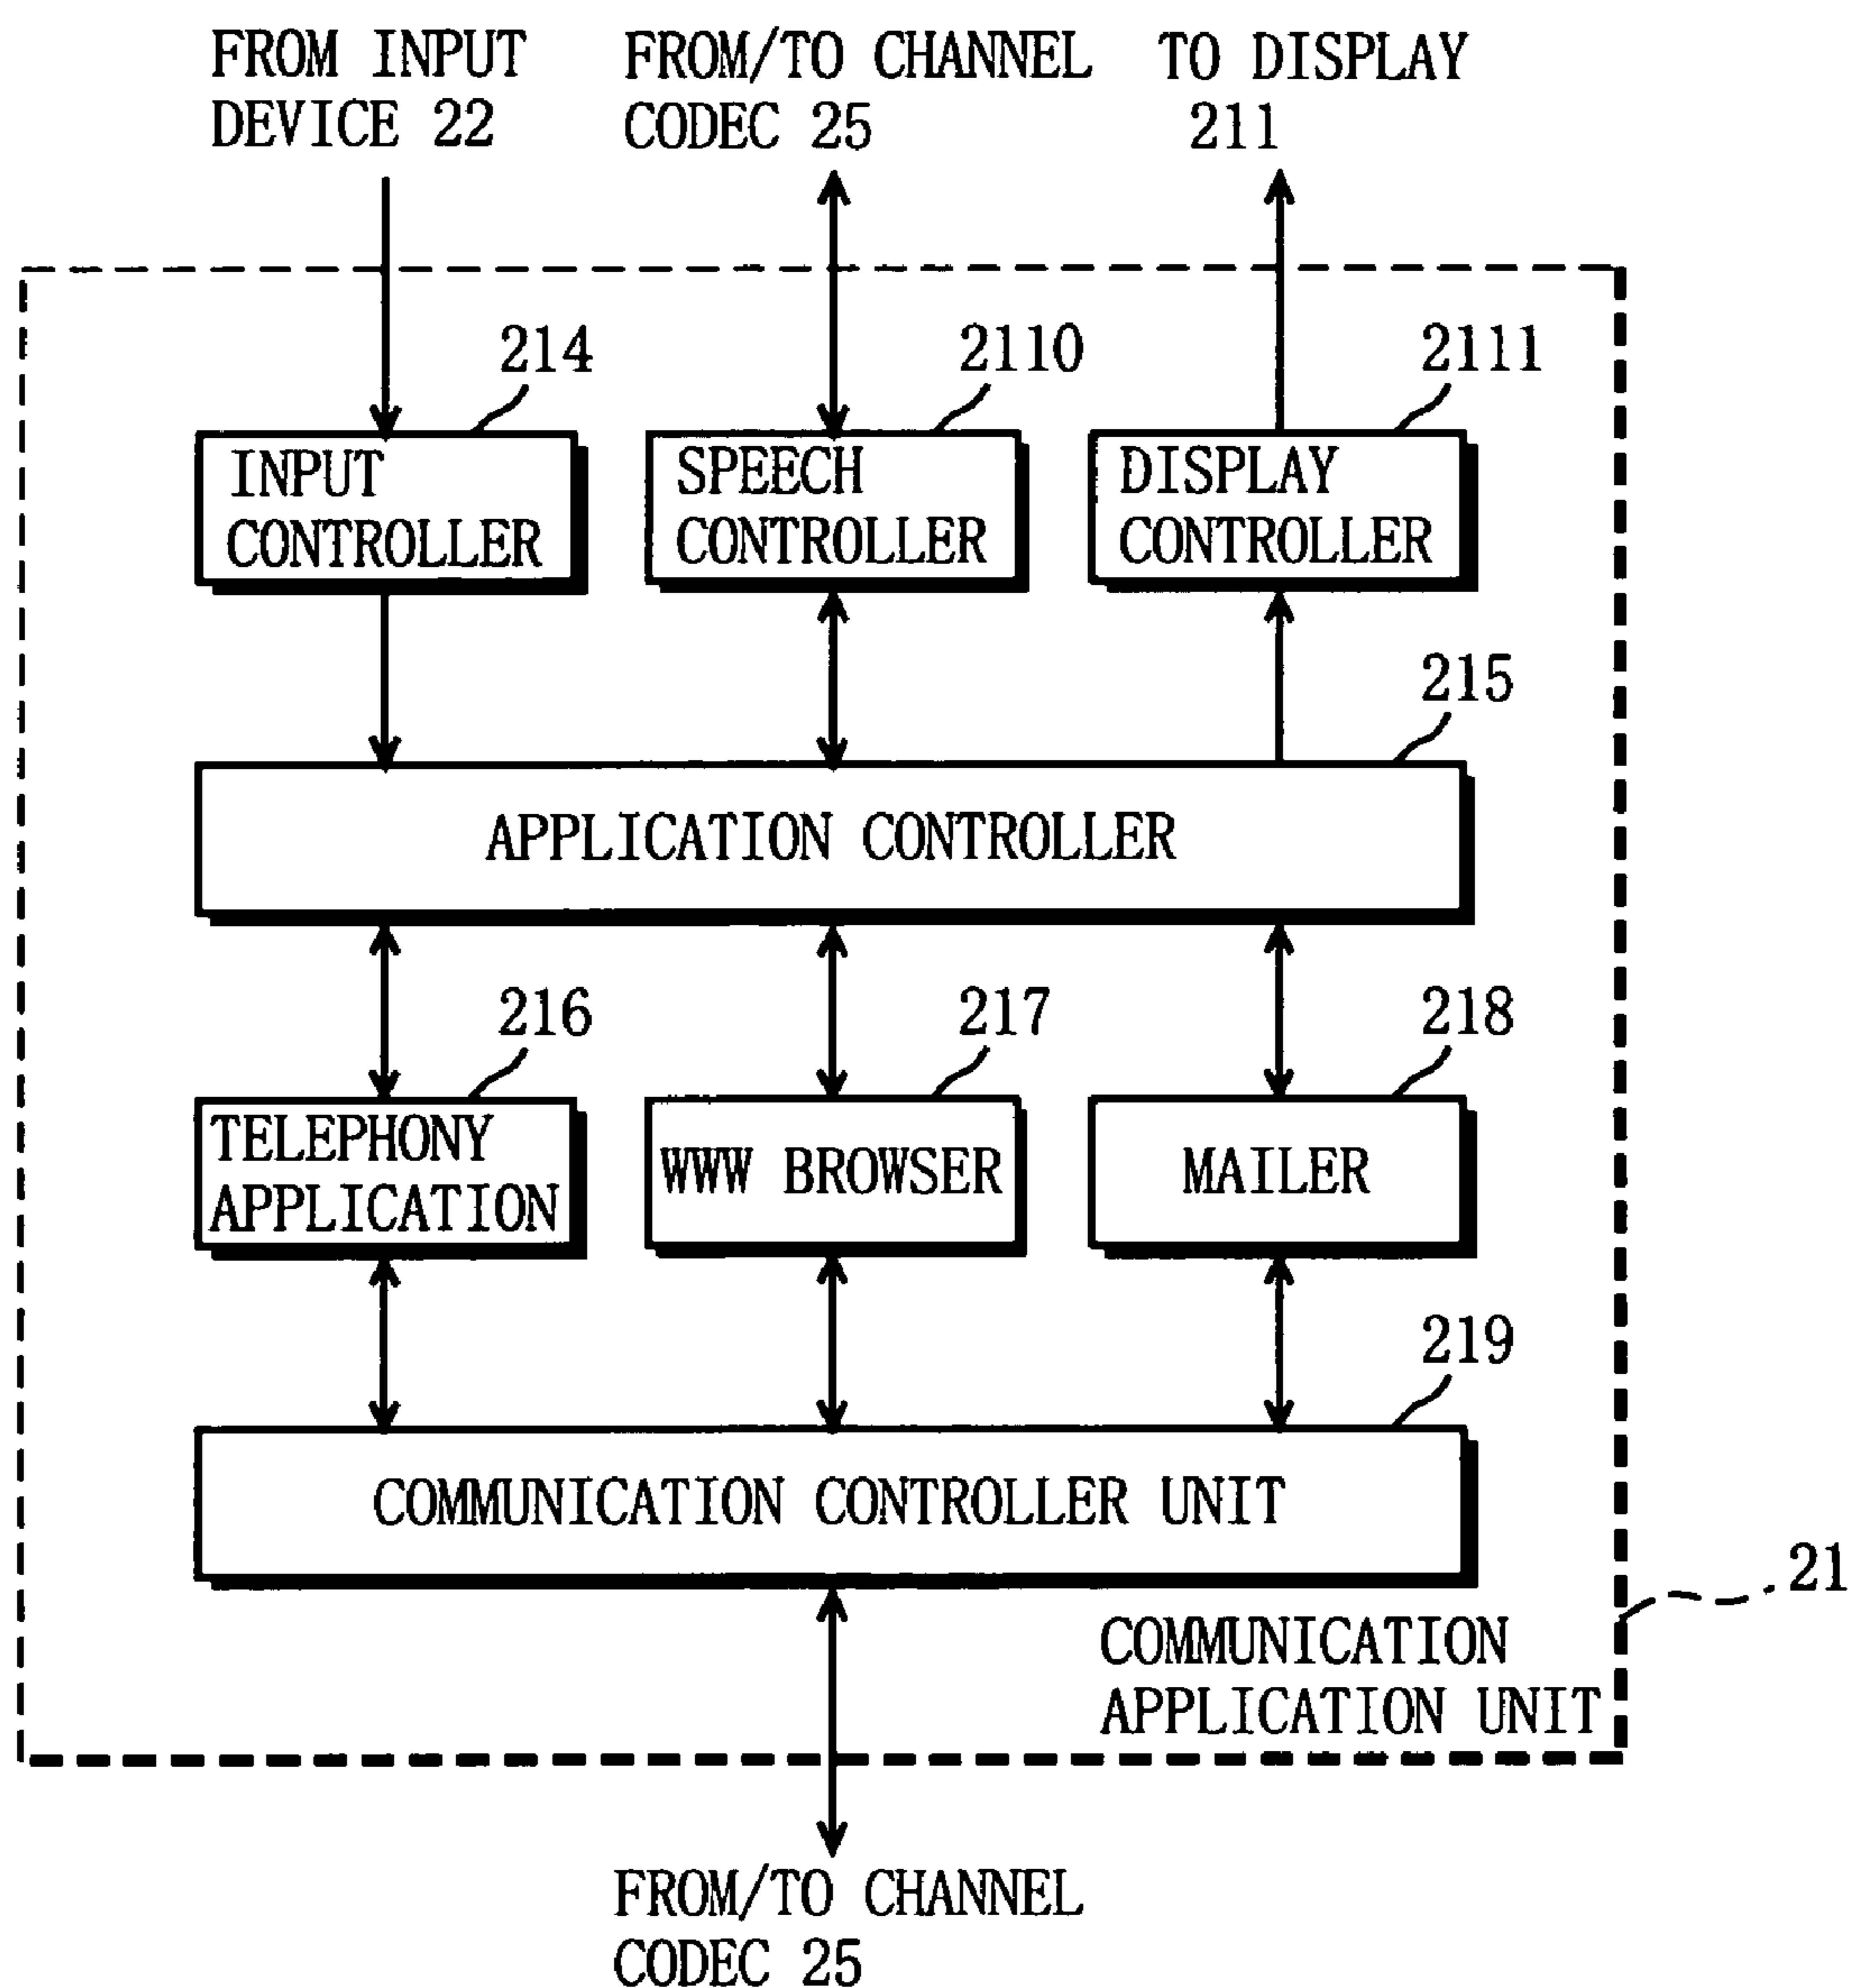 FROM INPUT
DEVICE 22
FROM/TO CHANNEL
CODEC 25
TO DISPLAY
211
214
2110
2111
INPUT
CONTROLLER
SPEECH
CONTROLLER
DISPLAY
CONTROLLER
215
APPLICATION CONTROLLER
216
217
218
TELEPHONY
APPLICATION
WWW BROWSER
MAILER
219
COMMUNICATION CONTROLLER UNIT
21
COMMUNICATION
APPLICATION UNIT
FROM/TO CHANNEL
CODEC 25